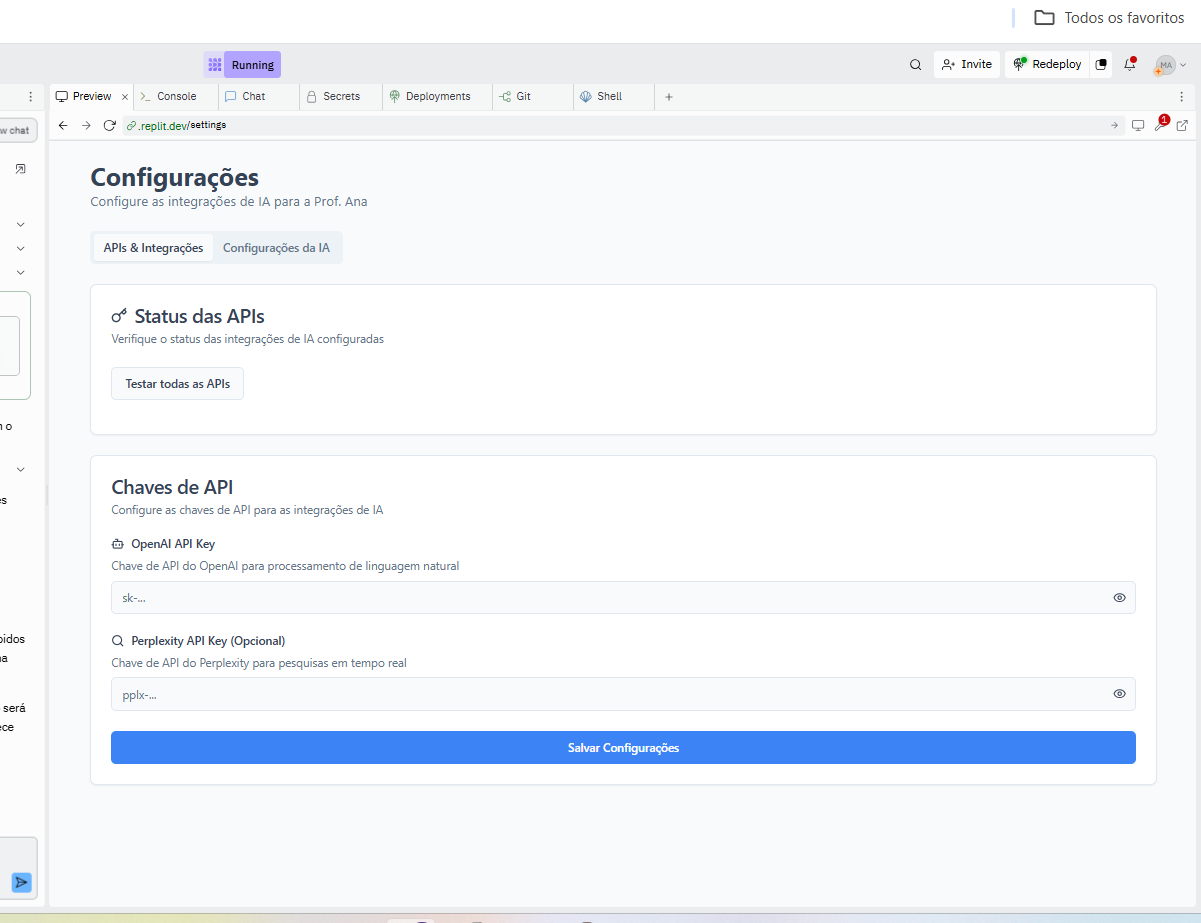 Todos os favoritos
Running
Invite
Redeploy
MA
Preview
Console
Chat
Secrets
Deployments
Git
Shell
w chat
.replit.dev/settings
1
Configurações
Configure as integrações de IA para a Prof. Ana
APIs & Integrações
Configurações da IA
Status das APIs
Verifique o status das integrações de IA configuradas
Testar todas as APIs
Chaves de API
Configure as chaves de API para as integrações de IA
OpenAI API Key
Chave de API do OpenAI para processamento de linguagem natural
sk-...
Perplexity API Key (Opcional)
Chave de API do Perplexity para pesquisas em tempo real
pplx-...
Salvar Configurações
o
será